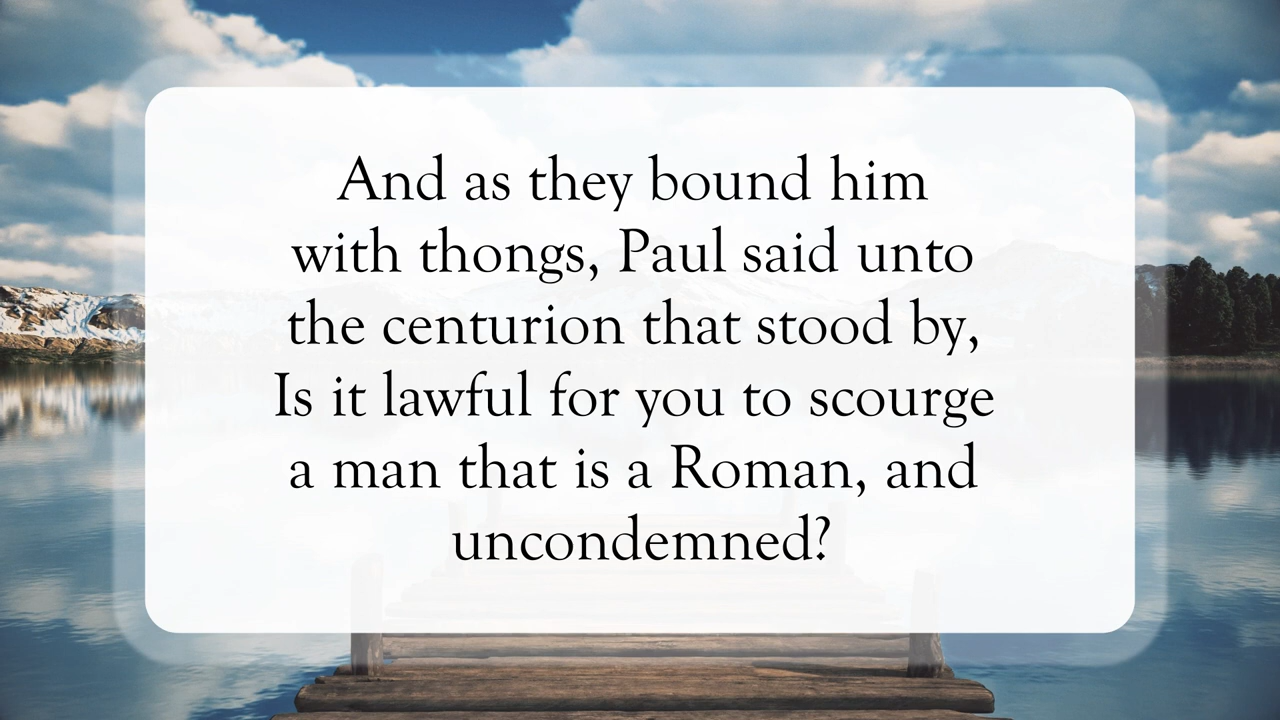 And as they bound him
with thongs, Paul said unto
the centurion that stood by,
Is it lawful for you to scourge
a man that is a Roman, and
uncondemned?